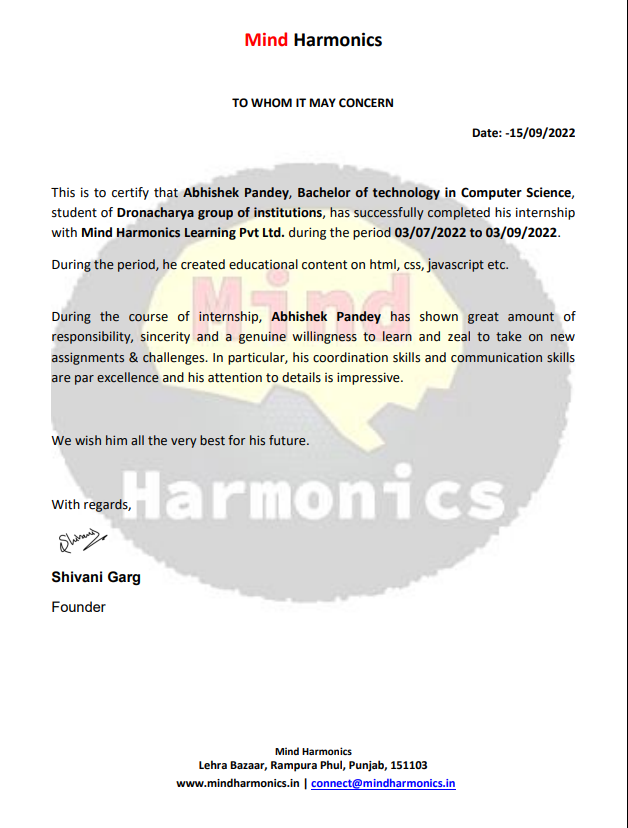 Mind Harmonics
TO WHOM IT MAY CONCERN
Date: -15/09/2022
This is to certify that Abhishek Pandey, Bachelor of technology in Computer Science,
student of Dronacharya group of institutions, has successfully completed his internship
with Mind Harmonics Learning Pvt Ltd. during the period 03/07/2022 to 03/09/2022.
During the period, he created educational content on html, css, javascript etc.
Mind
During the course of internship, Abhishek Pandey has shown great amount of
responsibility, sincerity and a genuine willingness to learn and zeal to take on new
assignments & challenges. In particular, his coordination skills and communication skills
are par excellence and his attention to details is impressive.
We wish him all the very best for his future.
Harmonics
With regards,
Shivani
Shivani Garg
Founder
Mind Harmonics
Lehra Bazaar, Rampura Phul, Punjab, 151103
www.mindharmonics.in | connect@mindharmonics.in